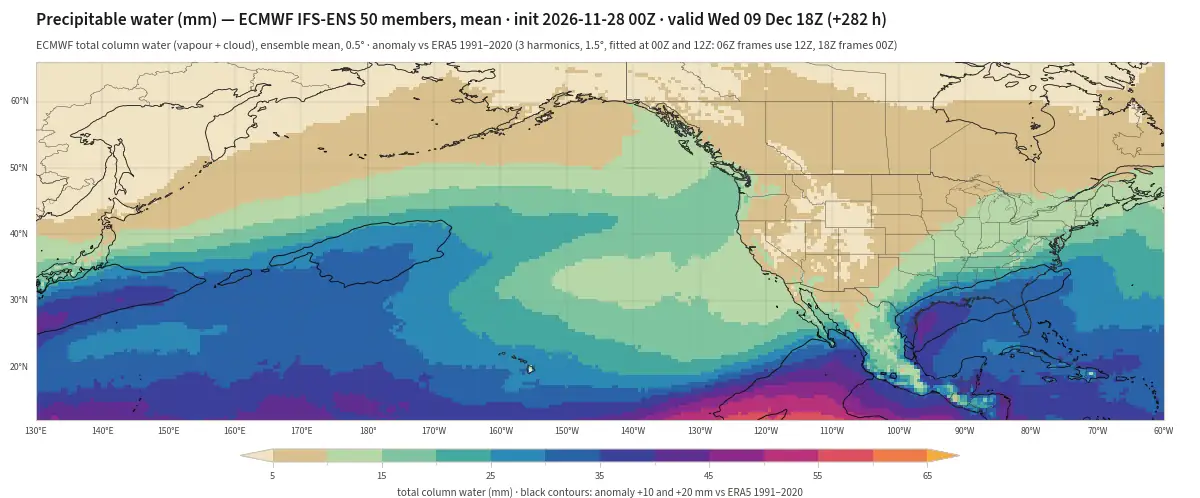 Precipitable water (mm) — ECMWF IFS-ENS 50 members, mean · init 2026-11-28 00Z · valid Wed 09 Dec 18Z (+282 h)
ECMWF total column water (vapour + cloud), ensemble mean, 0.5° · anomaly vs ERA5 1991–2020 (3 harmonics, 1.5°, fitted at 00Z and 12Z: 06Z frames use 12Z, 18Z frames 00Z)
60°N
50°N
40°N
30°N
20°N
130°E 140°E 150°E 160°E 170°E 180° 170°W 160°W 150°W 140°W 130°W 120°W 110°W 100°W 90°W 80°W 70°W 60°W
5 15 25 35 45 55 65
total column water (mm) · black contours: anomaly +10 and +20 mm vs ERA5 1991–2020